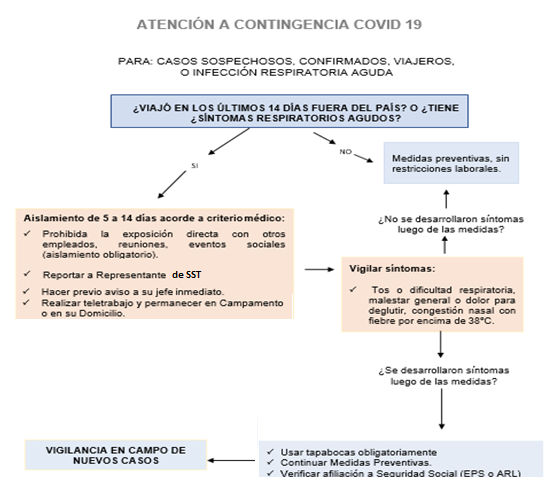 ATENCIÓN A CONTINGENCIA COVID 19
PARA: CASOS SOSPECHOSOS, CONFIRMADOS, VIAJEROS,
O INFECCIÓN RESPIRATORIA AGUDA
¿VIAJÓ EN LOS ÚLTIMOS 14 DÍAS FUERA DEL PAÍS? O ¿TIENE
¿SÍNTOMAS RESPIRATORIOS AGUDOS?
SI
NO
Medidas preventivas, sin
restricciones laborales.
Aislamiento de 5 a 14 días acorde a criterio médico:
✓ Prohibida la exposición directa con otros
empleados, reuniones, eventos sociales
(aislamiento obligatorio).
✓ Reportar a Representante de SST
✓ Hacer previo aviso a su jefe inmediato.
✓ Realizar teletrabajo y permanecer en Campamento
o en su Domicilio.
¿No se desarrollaron síntomas
luego de las medidas?
Vigilar síntomas:
✓ Tos o dificultad respiratoria,
malestar general o dolor para
deglutir, congestión nasal con
fiebre por encima de 38°C.
¿Se desarrollaron síntomas
luego de las medidas?
✓ Usar tapabocas obligatoriamente
✓ Continuar Medidas Preventivas.
✓ Verificar afiliación a Seguridad Social (EPS o ARL)
VIGILANCIA EN CAMPO DE
NUEVOS CASOS